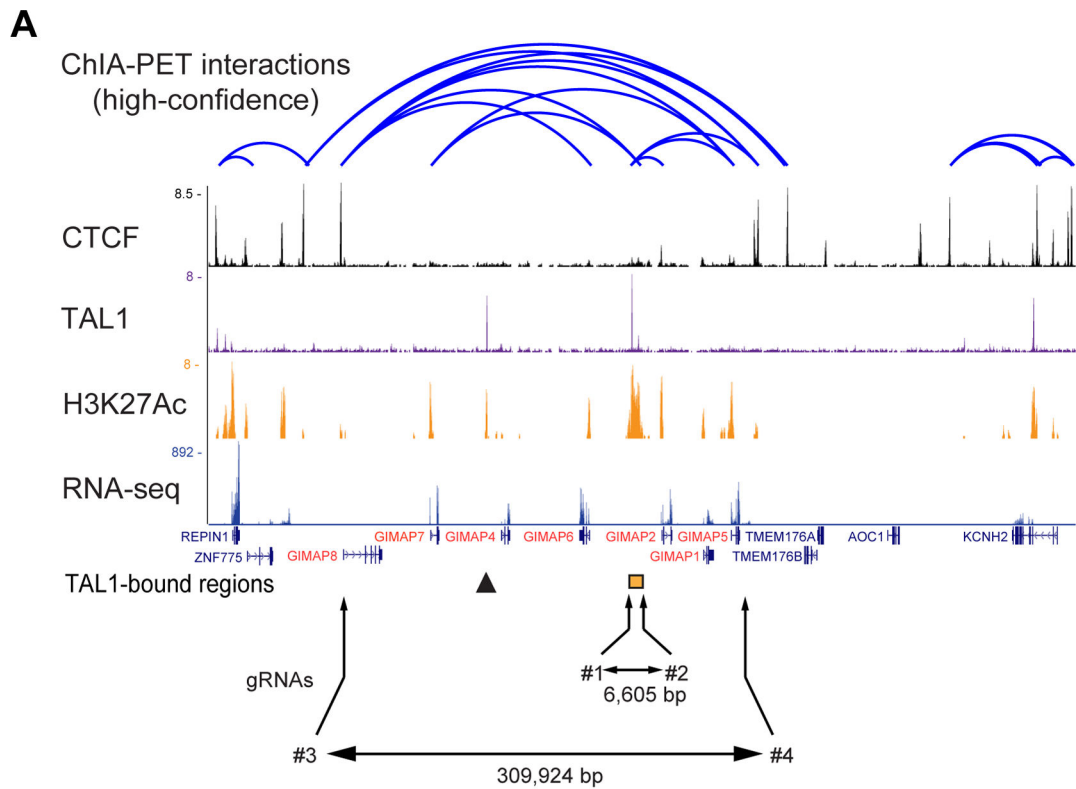 A
ChIA-PET interactions
(high-confidence)
8.5 -
CTCF
8 -
TAL1
8 -
H3K27Ac
892 -
RNA-seq
REPIN1 GIMAP7 GIMAP4 GIMAP6 GIMAP2 GIMAP5 TMEM176A AOC1 KCNH2
ZNF775 GIMAP8 GIMAP1 TMEM176B
TAL1-bound regions
gRNAs
#1 #2
6,605 bp
#3 #4
309,924 bp